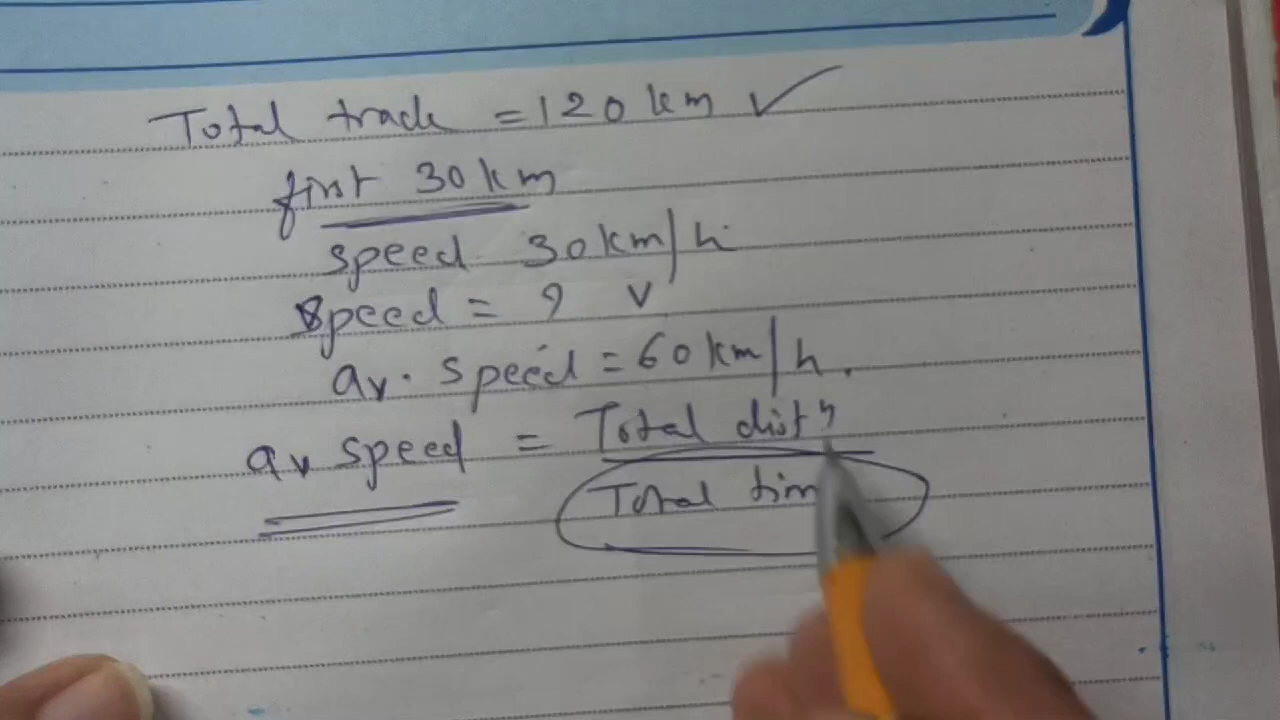 Total track = 120 km ✓
first 30 km
speed 30 km/h
speed = ? v
av. speed = 60 km/h.
av speed = Total dist
Total tim